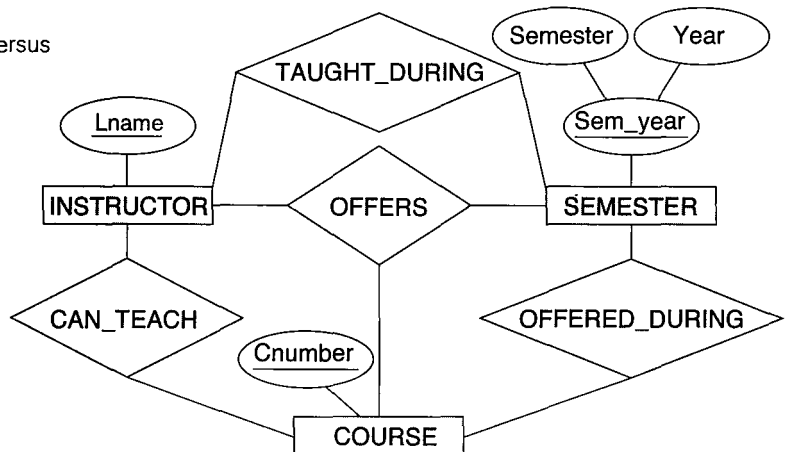 ersus
Semester
Year
TAUGHT_DURING
Lname
Sem_year
INSTRUCTOR
OFFERS
SEMESTER
CAN_TEACH
OFFERED_DURING
Cnumber
COURSE